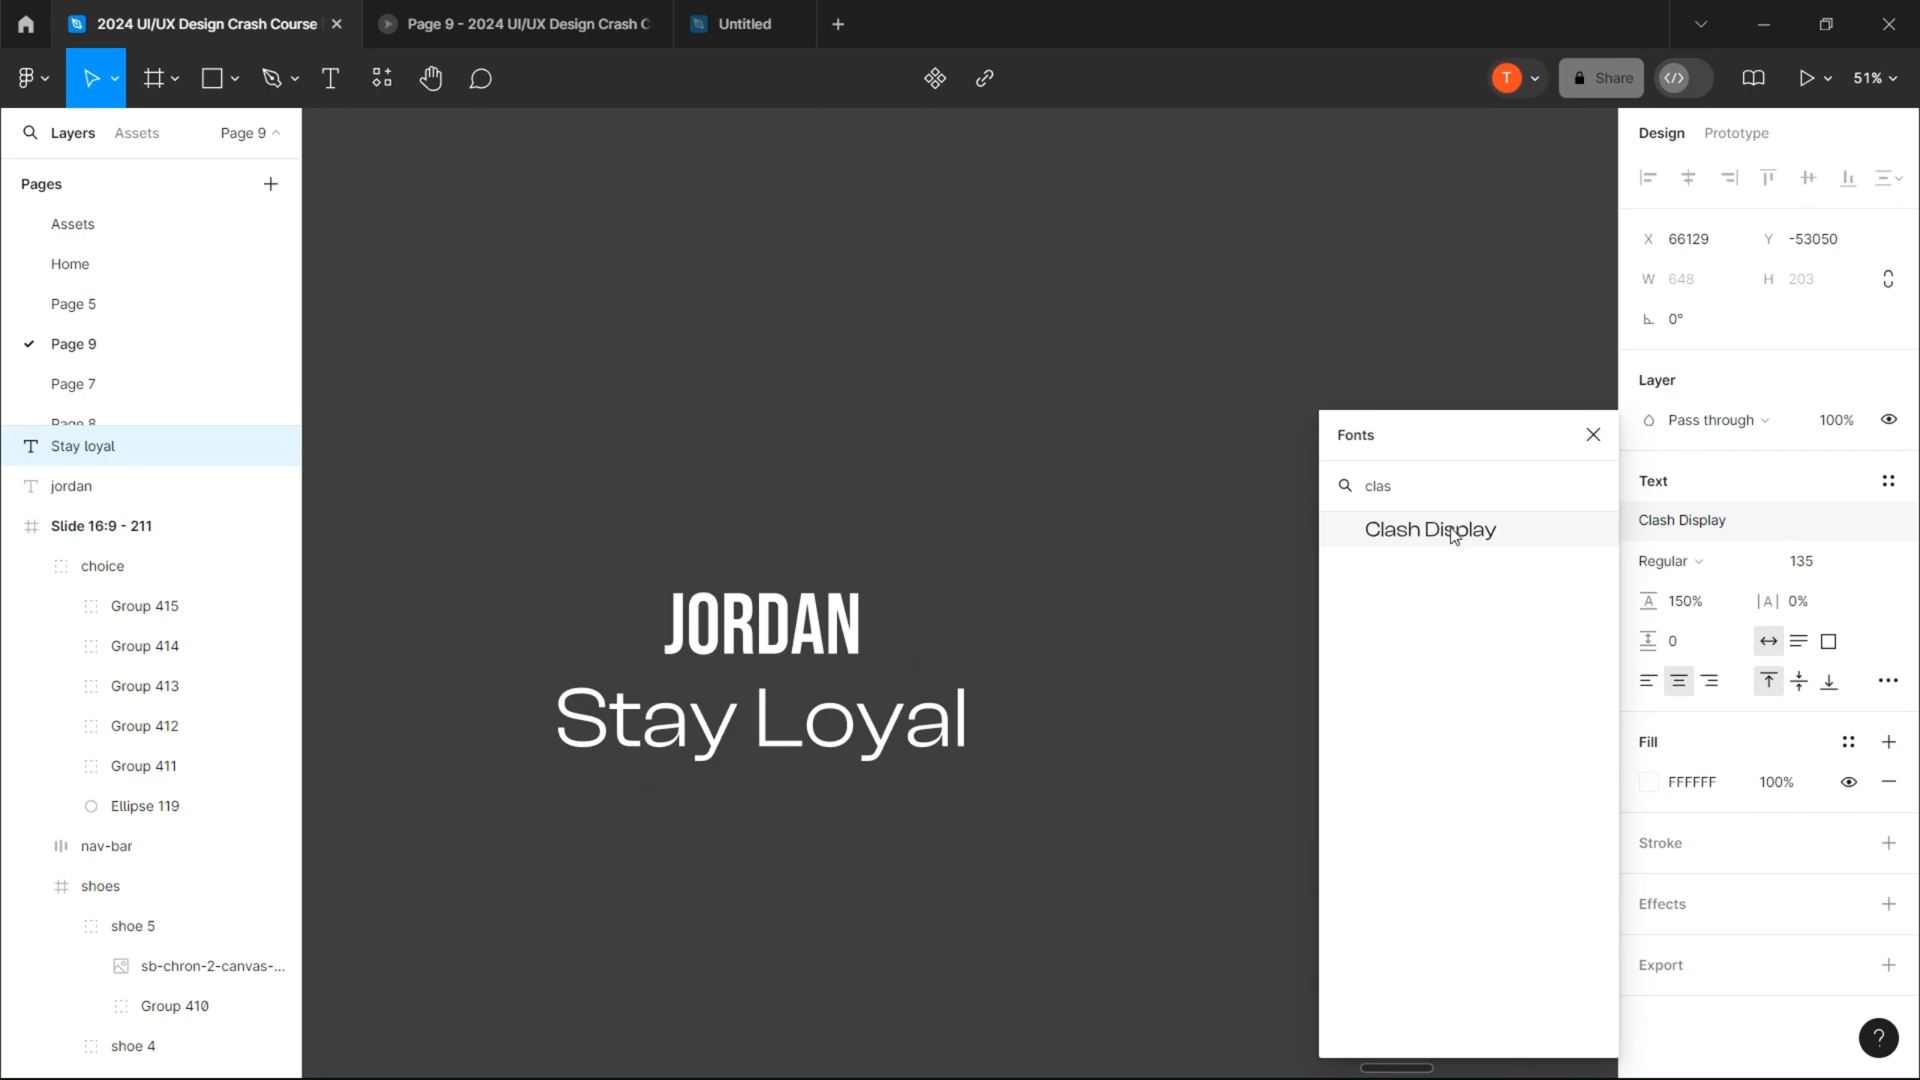 2024 UI/UX Design Crash Course
Page 9 - 2024 UI/UX Design Crash C
Untitled
T
Share
51%
Layers
Assets
Page 9
Pages
Assets
Home
Page 5
Page 9
Page 7
Page 8
Stay loyal
jordan
Slide 16:9 - 211
choice
Group 415
Group 414
Group 413
Group 412
Group 411
Ellipse 119
nav-bar
shoes
shoe 5
sb-chron-2-canvas-...
Group 410
shoe 4
JORDAN
Stay Loyal
Fonts
clas
Clash Display
Design
Prototype
X 66129
Y -53050
W 648
H 203
0°
Layer
Pass through
100%
Text
Clash Display
Regular
135
A 150%
|A| 0%
0
Fill
FFFFFF
100%
Stroke
Effects
Export
?